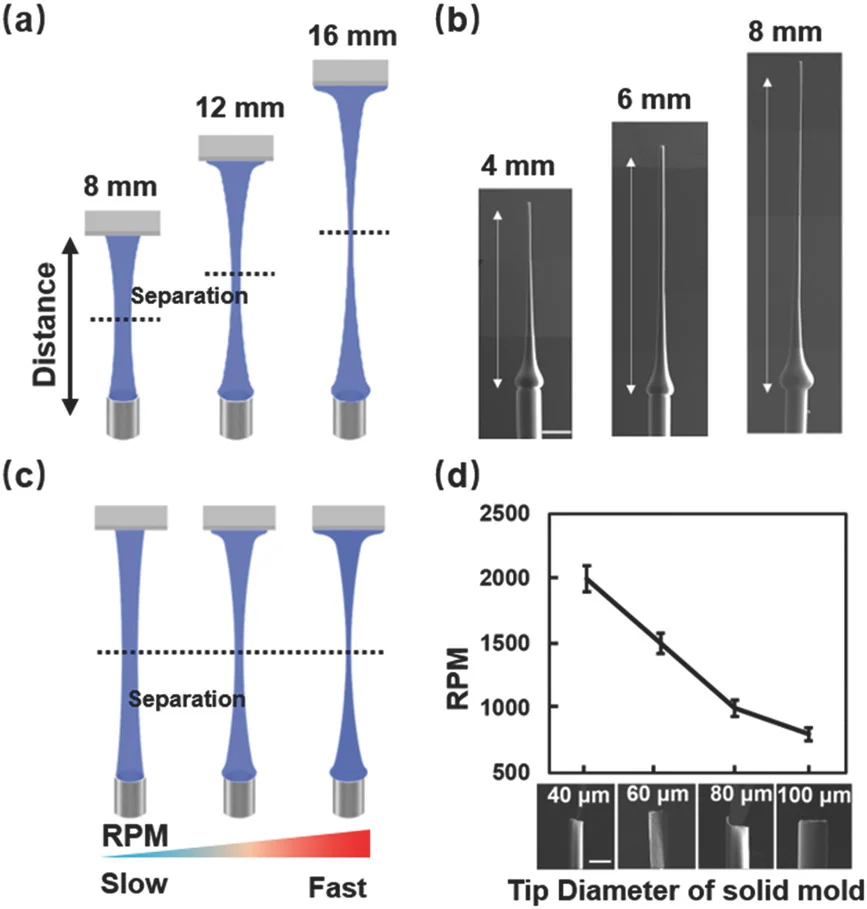 (a)
16 mm
12 mm
8 mm
Distance
Separation
(b)
8 mm
6 mm
4 mm
(c)
Separation
RPM
Slow
Fast
(d)
2500
2000
1500
1000
500
RPM
40 μm
60 μm
80 μm
100 μm
Tip Diameter of solid mold